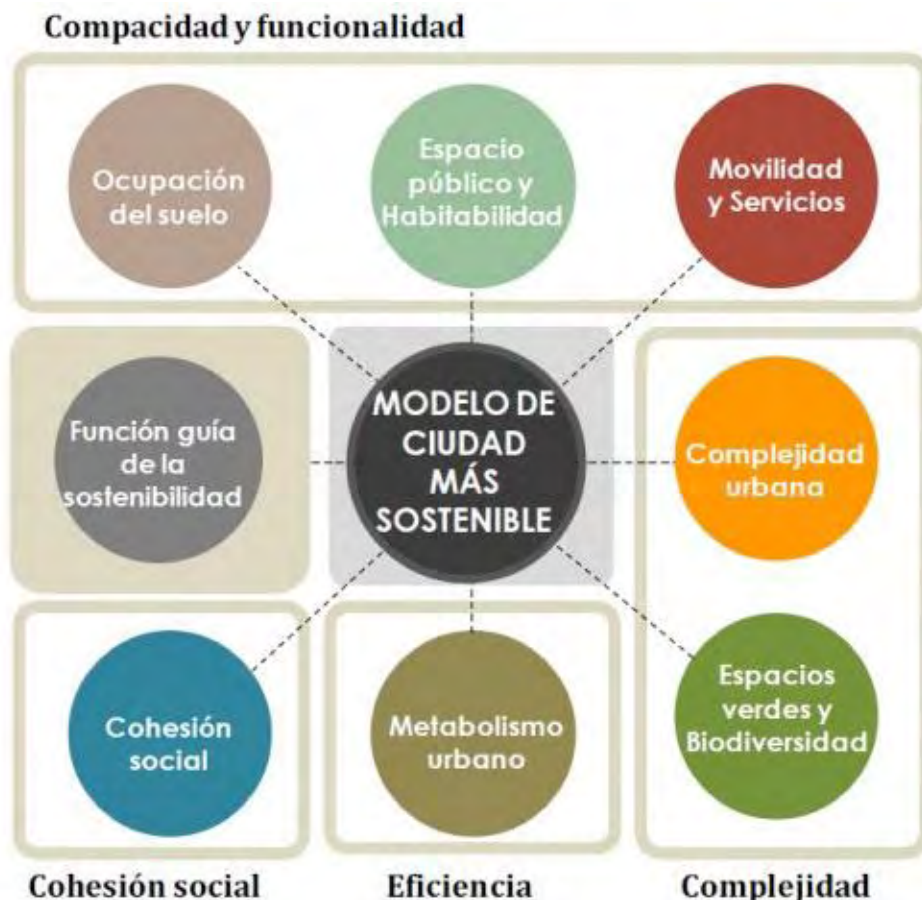 Compacidad y funcionalidad
Ocupación
del suelo
Espacio
público y
Habitabilidad
Movilidad
y Servicios
Función guía
de la
sostenibilidad
MODELO DE
CIUDAD
MÁS
SOSTENIBLE
Complejidad
urbana
Cohesión
social
Metabolismo
urbano
Espacios
verdes y
Biodiversidad
Cohesión social
Eficiencia
Complejidad